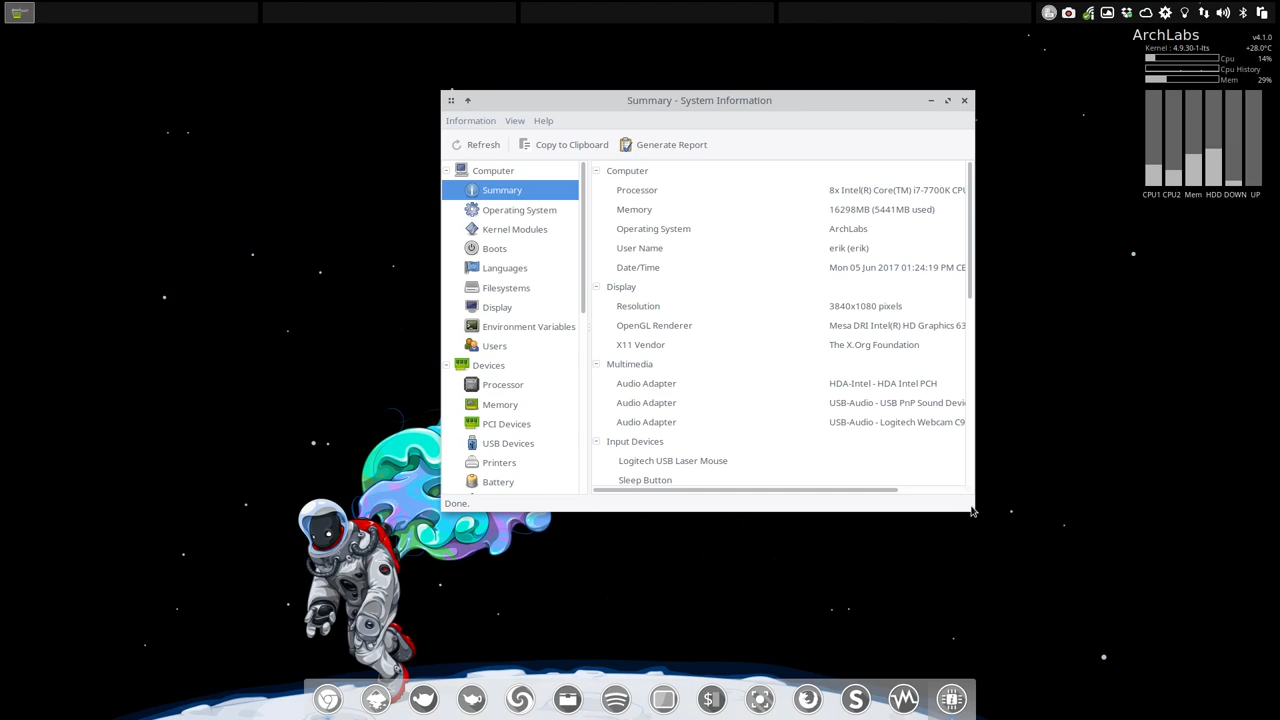 ArchLabs
v4.1.0
Kernel : 4.9.30-1-lts +28.0°C
Cpu 14%
Cpu History
Mem 29%
CPU1 CPU2 Mem HDD DOWN UP
Summary - System Information
Information View Help
Refresh Copy to Clipboard Generate Report
Computer
Summary
Operating System
Kernel Modules
Boots
Languages
Filesystems
Display
Environment Variables
Users
Devices
Processor
Memory
PCI Devices
USB Devices
Printers
Battery
Computer
Processor 8x Intel(R) Core(TM) i7-7700K CPU
Memory 16298MB (5441MB used)
Operating System ArchLabs
User Name erik (erik)
Date/Time Mon 05 Jun 2017 01:24:19 PM CE
Display
Resolution 3840x1080 pixels
OpenGL Renderer Mesa DRI Intel(R) HD Graphics 63
X11 Vendor The X.Org Foundation
Multimedia
Audio Adapter HDA-Intel - HDA Intel PCH
Audio Adapter USB-Audio - USB PnP Sound Devi
Audio Adapter USB-Audio - Logitech Webcam C9
Input Devices
Logitech USB Laser Mouse
Sleep Button
Done.